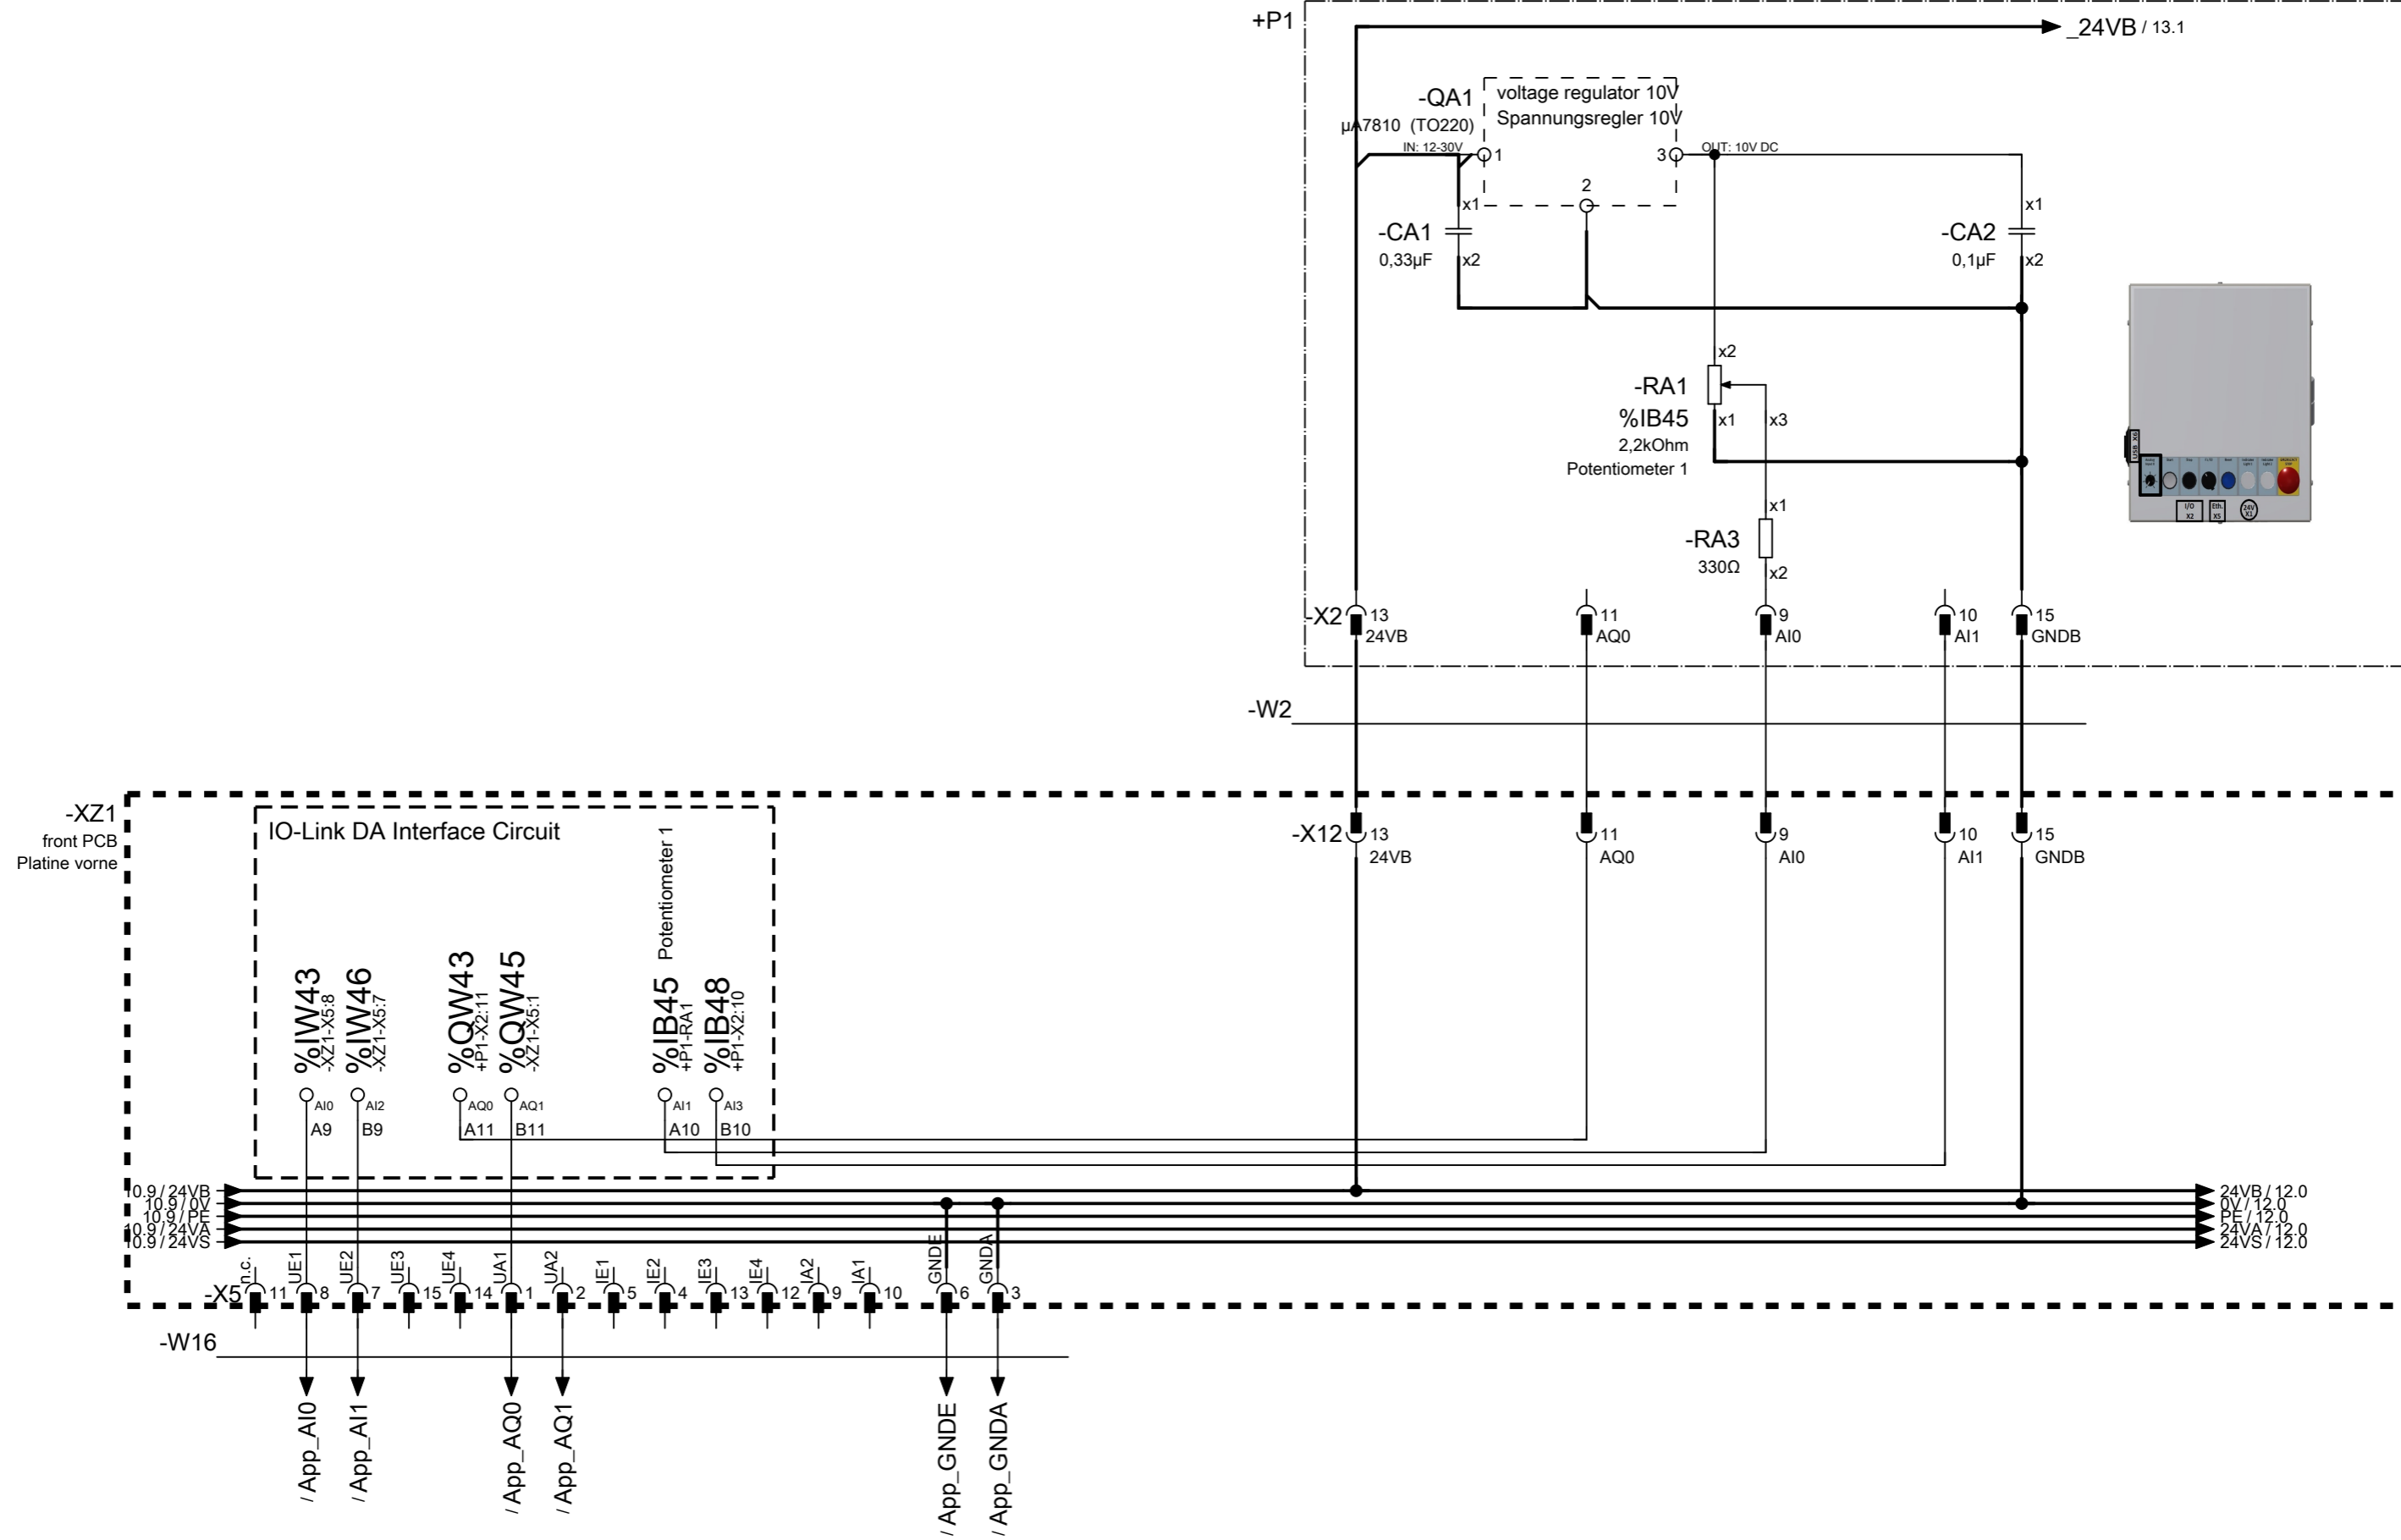 +P1
_24VB / 13.1
-QA1
µA7810 (TO220)
voltage regulator 10V
Spannungsregler 10V
IN: 12-30V
1
3
OUT: 10V DC
2
x1
-CA1
0,33µF
x2
x1
-CA2
0,1µF
x2
x2
-RA1
%IB45
2,2kOhm
Potentiometer 1
x1
x3
x1
-RA3
330Ω
x2
USB X6
I/O
X2
Eth.
X5
24V
X1
-X2
13
24VB
11
AQ0
9
AI0
10
AI1
15
GNDB
-W2
-XZ1
front PCB
Platine vorne
IO-Link DA Interface Circuit
-X12
13
24VB
11
AQ0
9
AI0
10
AI1
15
GNDB
%IW43
-XZ1-X5:8
%IW46
-XZ1-X5:7
%QW43
+P1-X2:11
%QW45
-XZ1-X5:1
Potentiometer 1
%IB45
+P1-RA1
%IB48
+P1-X2:10
AI0
A9
AI2
B9
AQ0
A11
AQ1
B11
AI1
A10
AI3
B10
10.9 / 24VB
10.9 / 0V
10.9 / PE
10.9 / 24VA
10.9 / 24VS
24VB / 12.0
0V / 12.0
PE / 12.0
24VA / 12.0
24VS / 12.0
n.c.
UE1
UE2
UE3
UE4
UA1
UA2
IE1
IE2
IE3
IE4
IA2
IA1
GNDE
GNDA
-X5
11
8
7
15
14
1
2
5
4
13
12
9
10
6
3
-W16
/ App_AI0
/ App_AI1
/ App_AQ0
/ App_AQ1
/ App_GNDE
/ App_GNDA